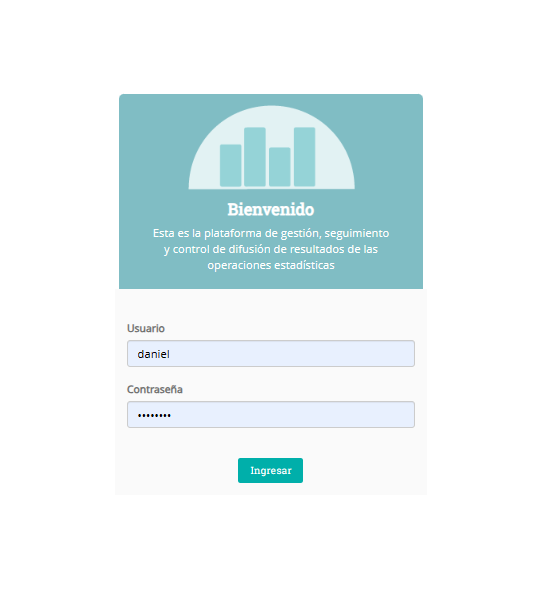 Bienvenido
Esta es la plataforma de gestión, seguimiento
y control de difusión de resultados de las
operaciones estadísticas
Usuario
daniel
Contraseña
••••••••
Ingresar